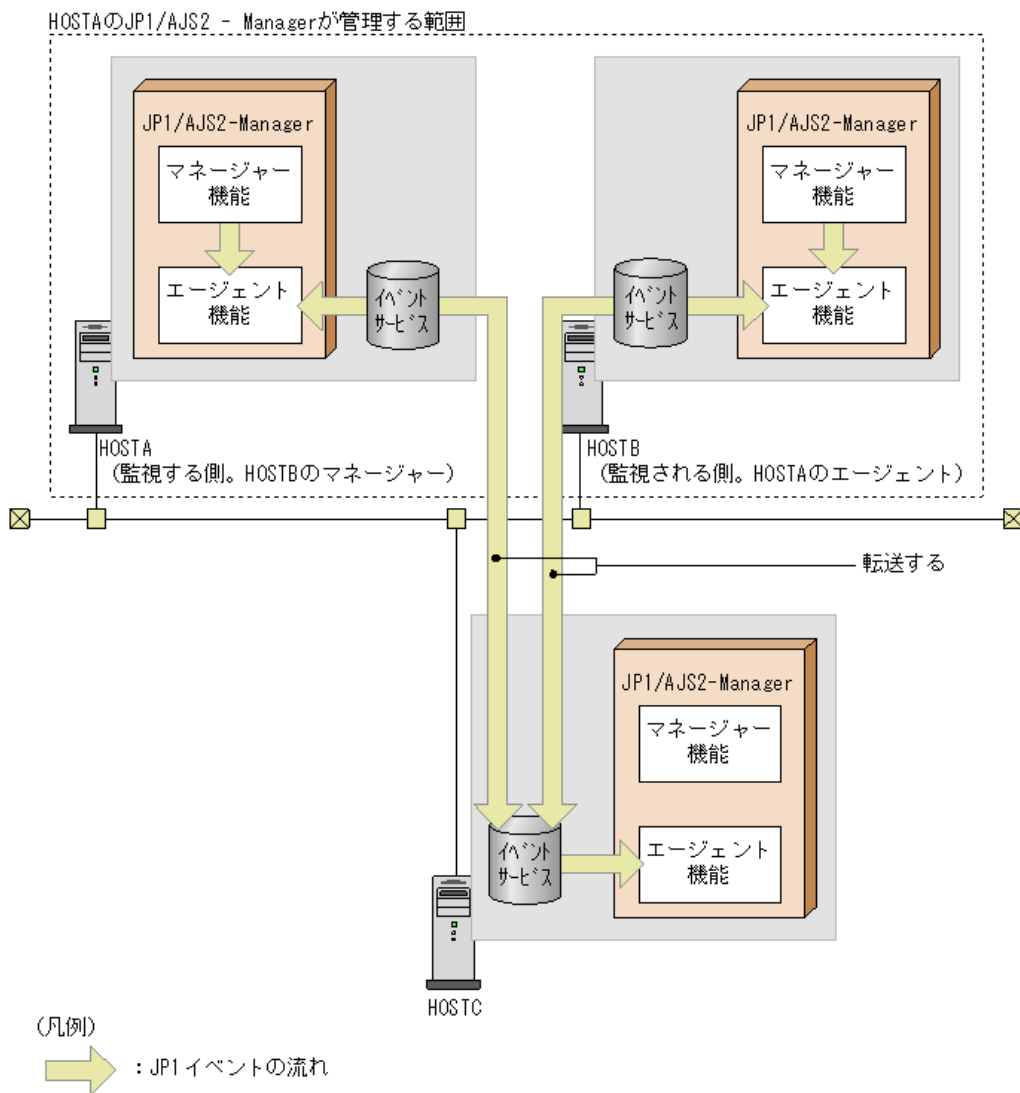 HOSTAのJP1/AJS2 - Managerが管理する範囲
JP1/AJS2-Manager
マネージャー
機能
エージェント
機能
ｲﾍﾞﾝﾄ
ｻｰﾋﾞｽ
HOSTA
（監視する側。HOSTBのマネージャー）
JP1/AJS2-Manager
マネージャー
機能
エージェント
機能
ｲﾍﾞﾝﾄ
ｻｰﾋﾞｽ
HOSTB
（監視される側。HOSTAのエージェント）
転送する
JP1/AJS2-Manager
マネージャー
機能
エージェント
機能
ｲﾍﾞﾝﾄ
ｻｰﾋﾞｽ
HOSTC
（凡例）
：JP1イベントの流れ